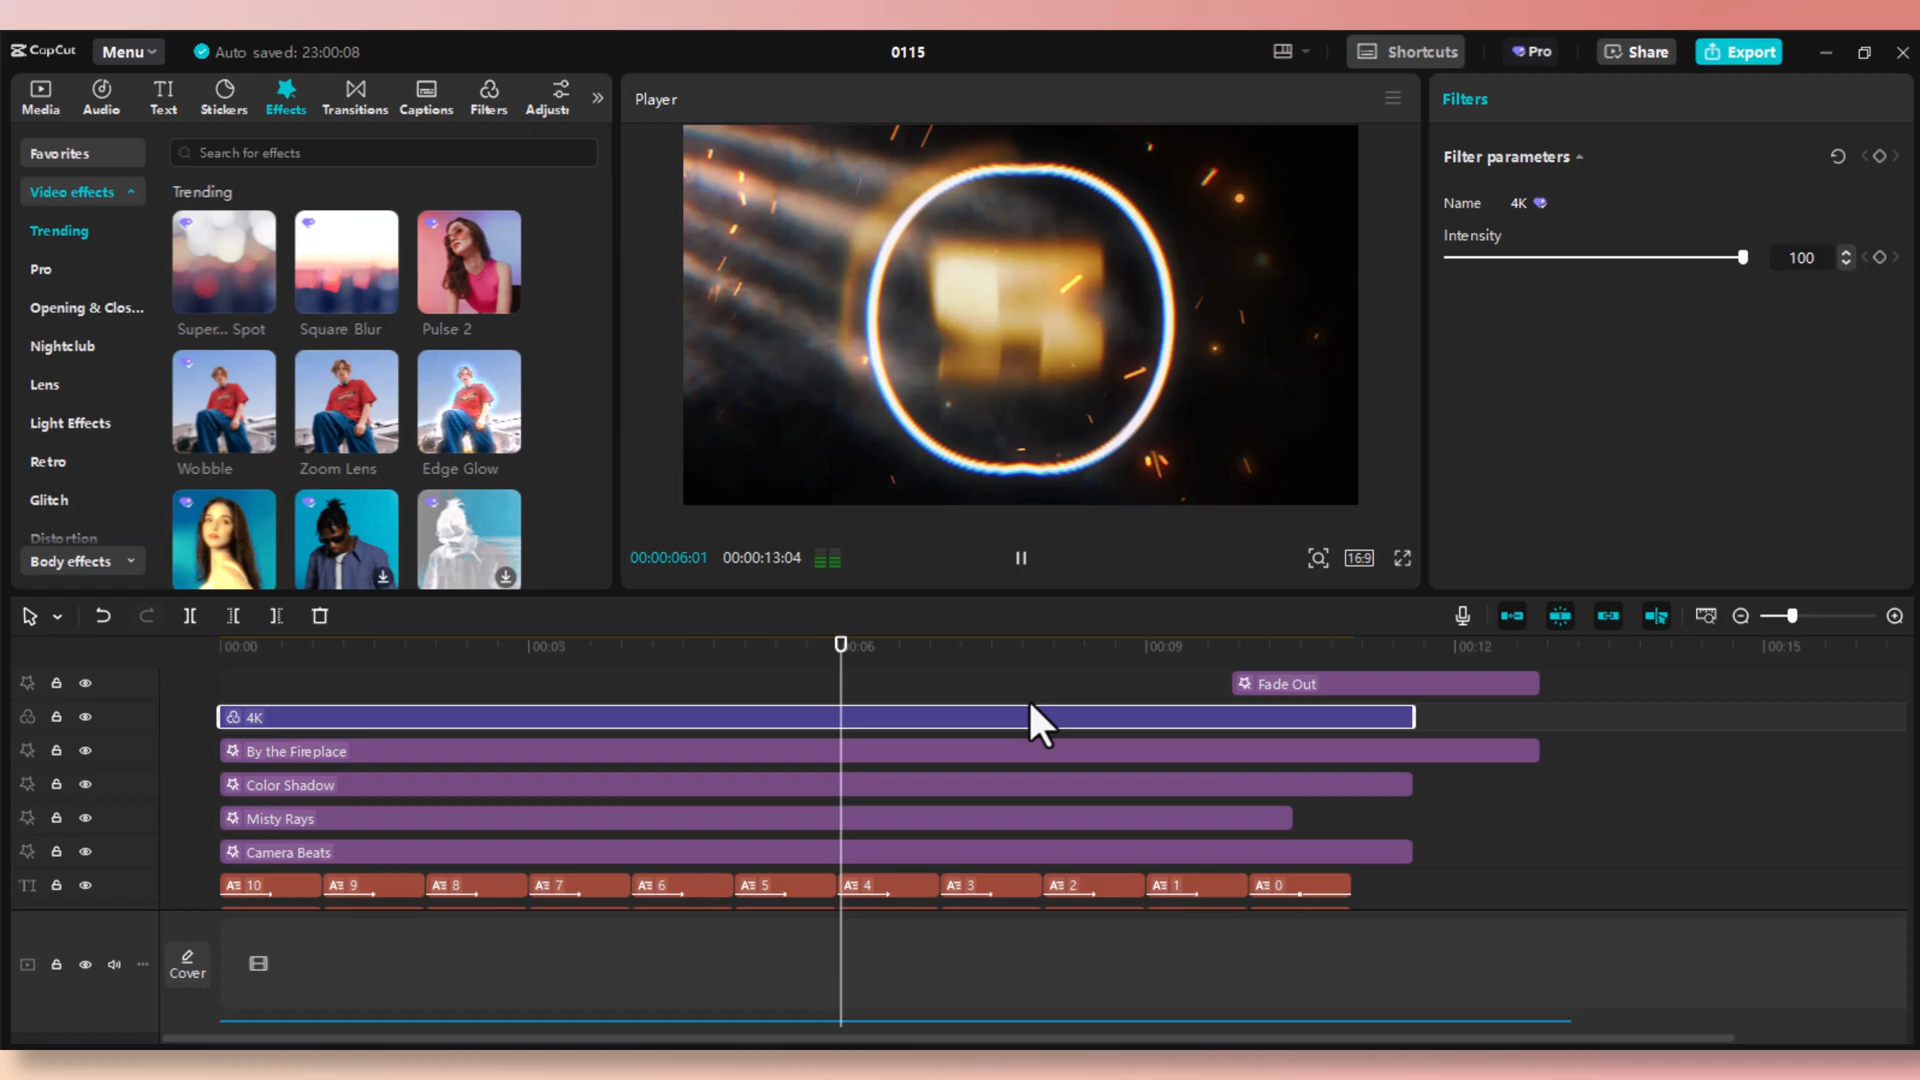 CapCut
Menu
Auto saved: 23:00:08
0115
Shortcuts
Pro
Share
Export
Media
Audio
Text
Stickers
Effects
Transitions
Captions
Filters
Adjustı
Favorites
Search for effects
Video effects
Trending
Trending
Pro
Opening & Clos...
Nightclub
Lens
Light Effects
Retro
Glitch
Distortion
Body effects
Super... Spot
Square Blur
Pulse 2
Wobble
Zoom Lens
Edge Glow
Player
00:00:06:01
00:00:13:04
16:9
Filters
Filter parameters
Name 4K
Intensity
100
00:00
00:03
00:06
00:09
00:12
00:15
Fade Out
4K
By the Fireplace
Color Shadow
Misty Rays
Camera Beats
10
9
8
7
6
5
4
3
2
1
0
Cover